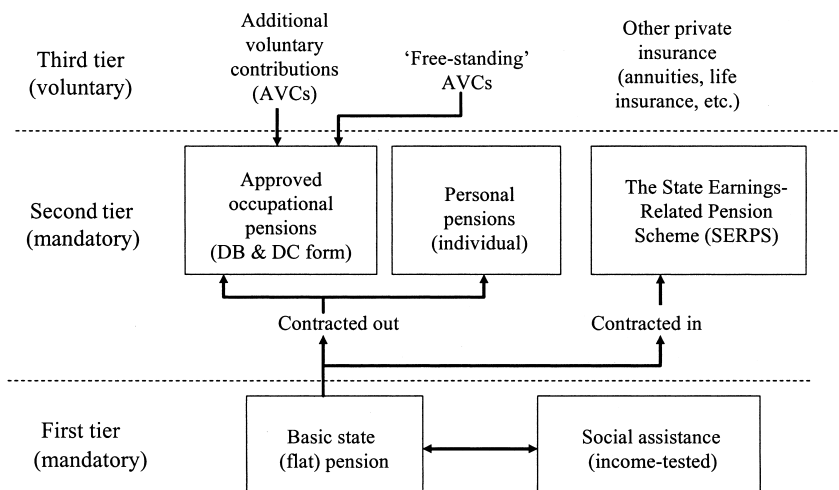 Third tier
(voluntary)
Additional
voluntary
contributions
(AVCs)
‘Free-standing’
AVCs
Other private
insurance
(annuities, life
insurance, etc.)
Second tier
(mandatory)
Approved
occupational
pensions
(DB & DC form)
Personal
pensions
(individual)
The State Earnings-
Related Pension
Scheme (SERPS)
Contracted out
Contracted in
First tier
(mandatory)
Basic state
(flat) pension
Social assistance
(income-tested)